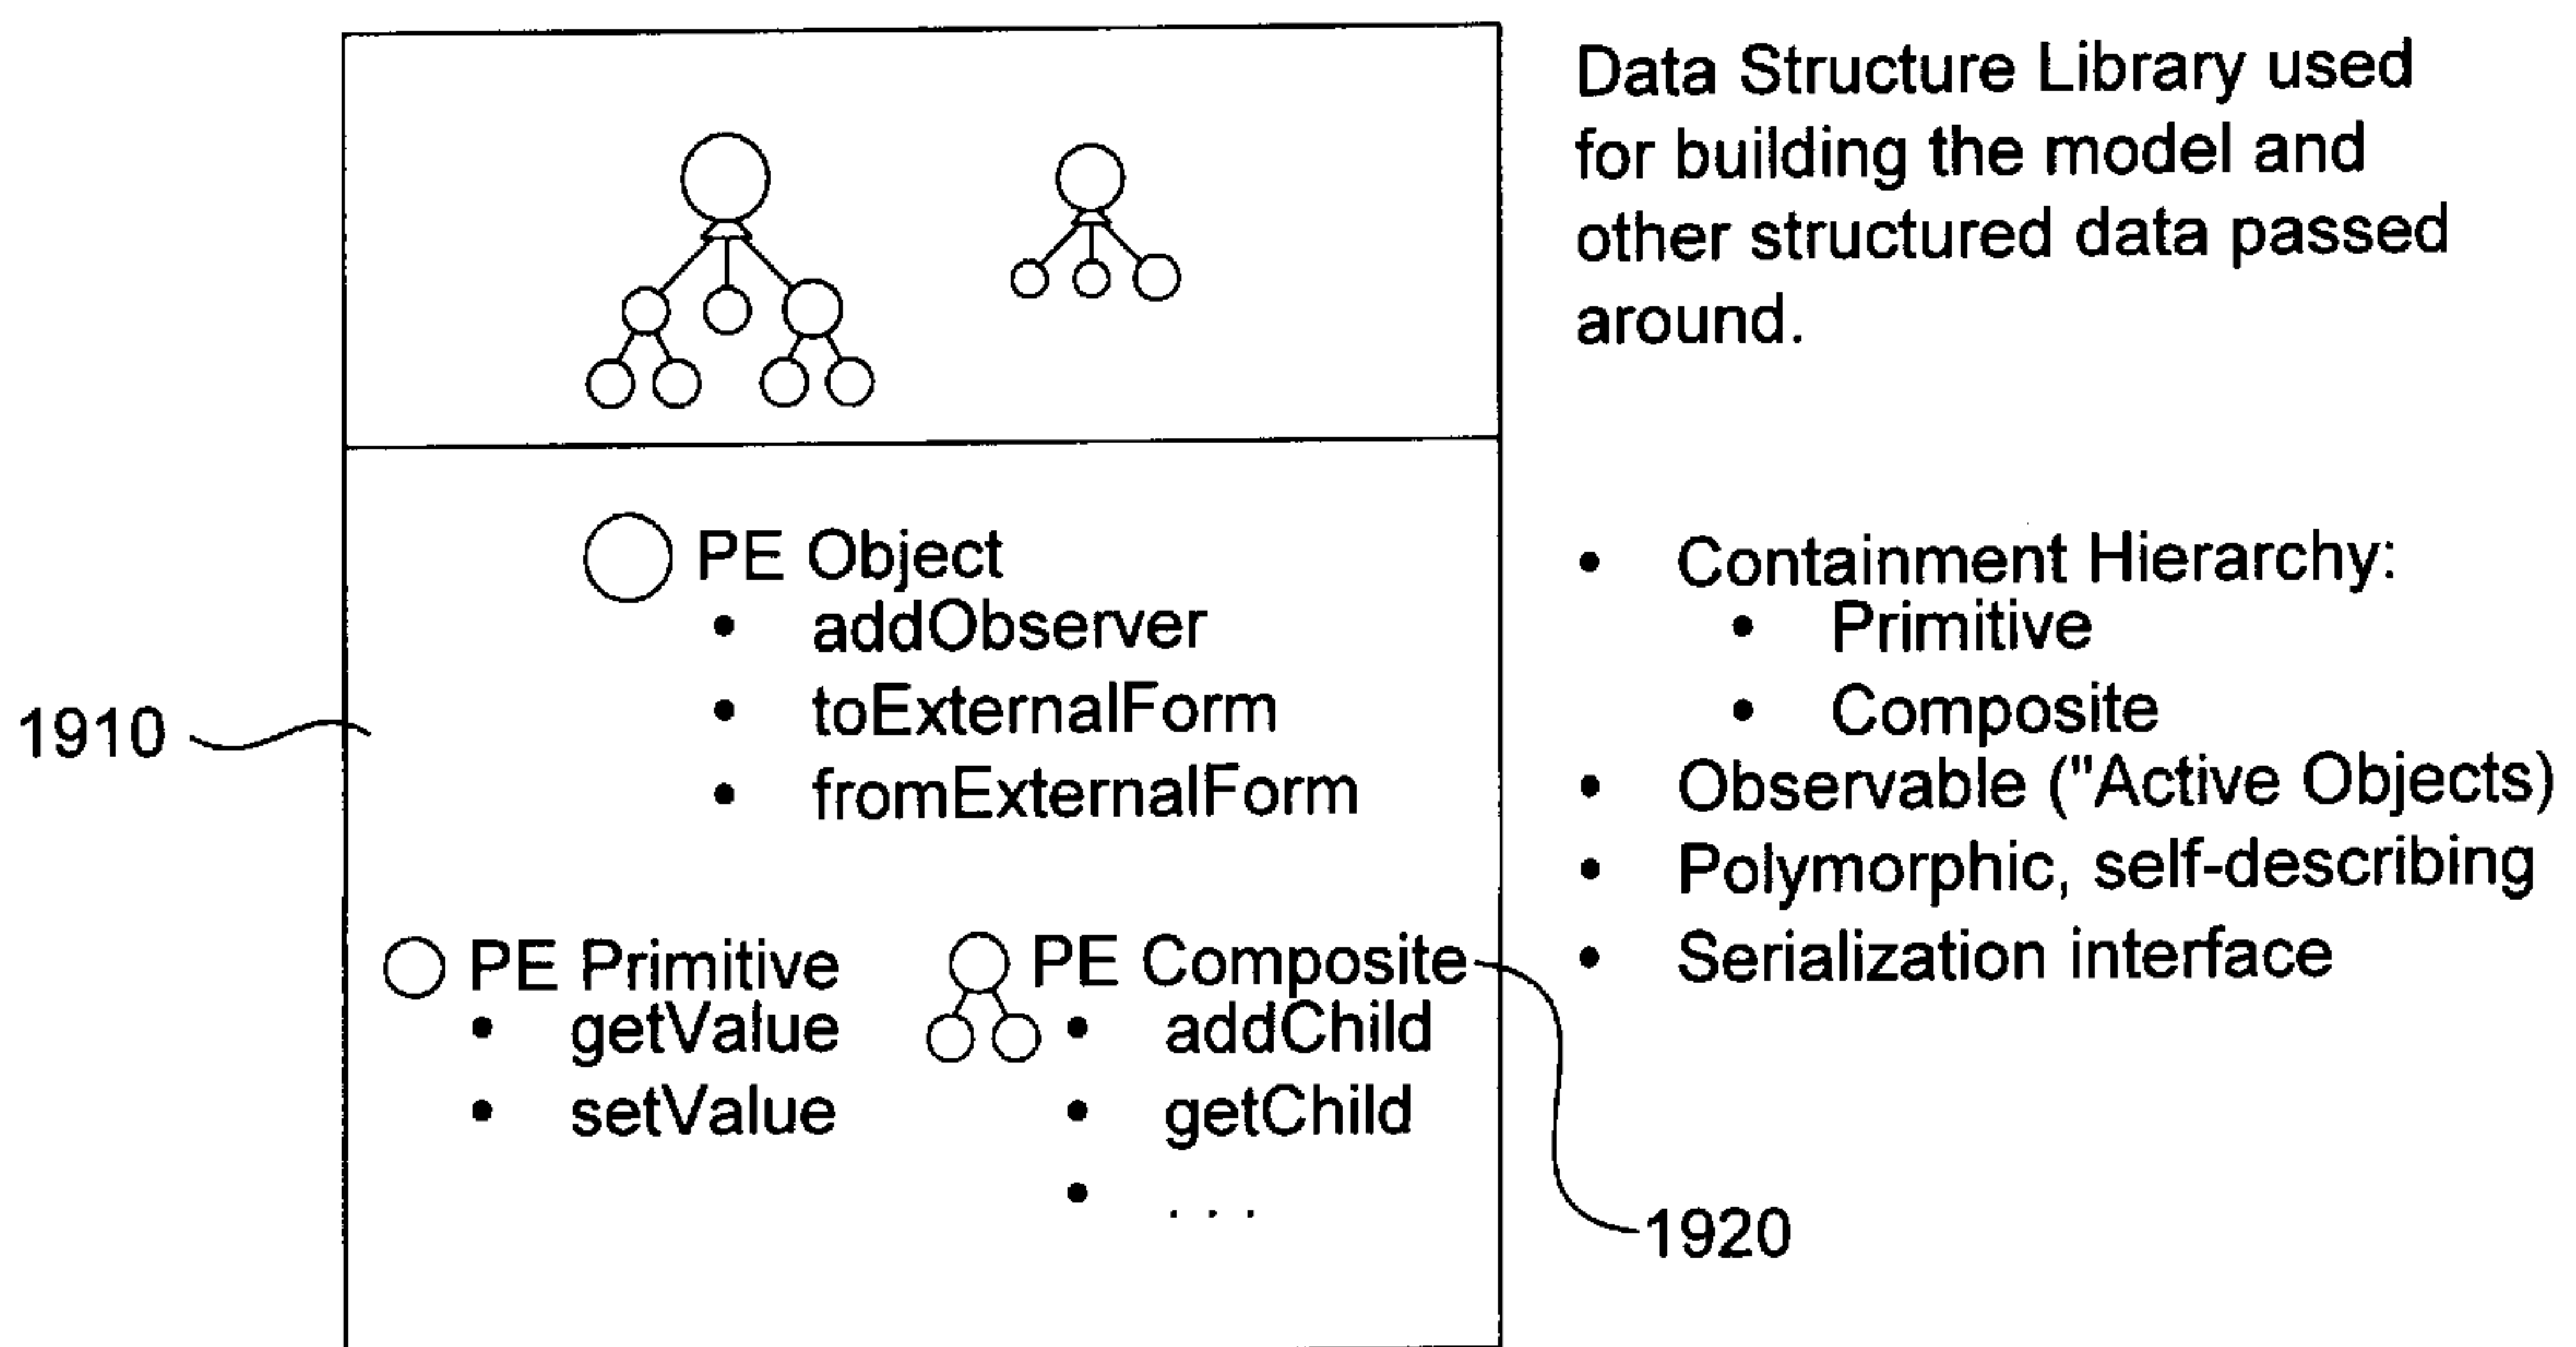 Data Structure Library used
for building the model and
other structured data passed
around.
PE Object
• addObserver
• toExternalForm
• fromExternalForm
1910
PE Primitive
• getValue
• setValue
PE Composite
• addChild
• getChild
• . . .
1920
• Containment Hierarchy:
• Primitive
• Composite
• Observable ("Active Objects)
• Polymorphic, self-describing
• Serialization interface